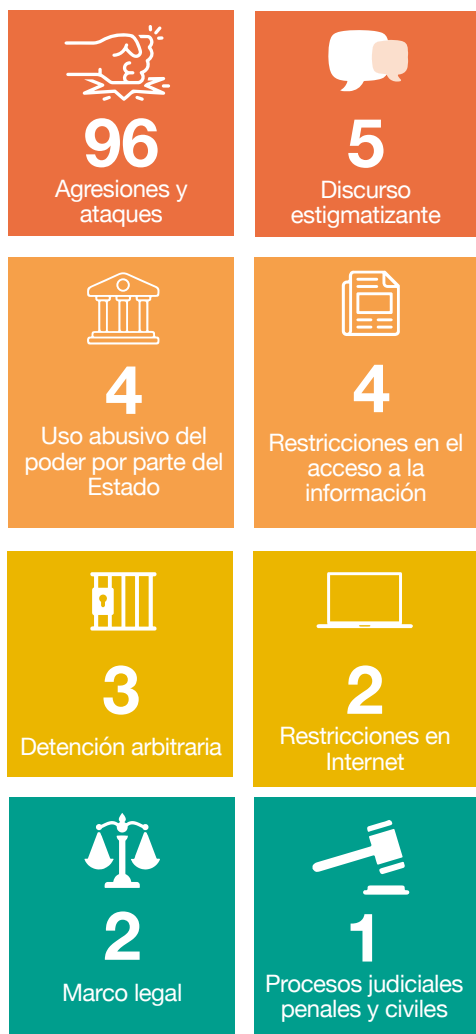 96
Agresiones y
ataques
5
Discurso
estigmatizante
4
Uso abusivo del
poder por parte del
Estado
4
Restricciones en el
acceso a la
información
3
Detención arbitraria
2
Restricciones en
Internet
2
Marco legal
1
Procesos judiciales
penales y civiles